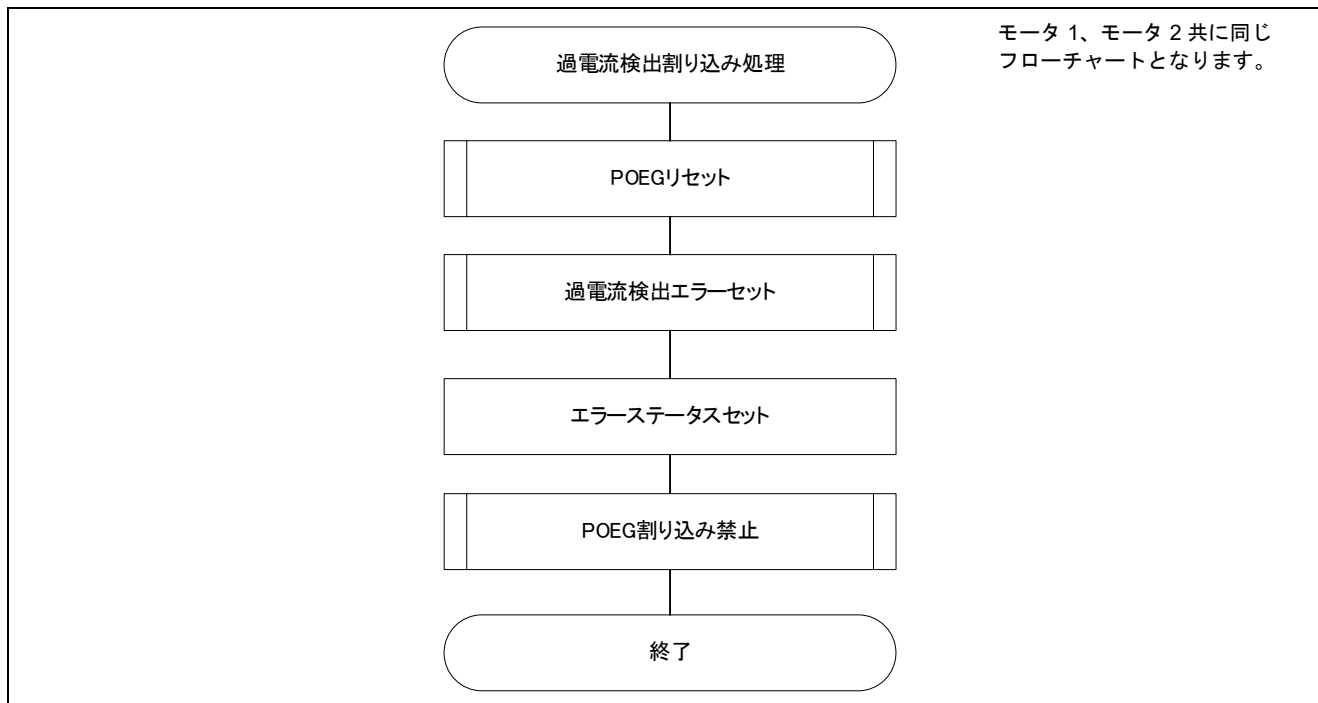 モータ 1、モータ 2 共に同じ
フローチャートとなります。
過電流検出割り込み処理
POEGリセット
過電流検出エラーセット
エラーステータスセット
POEG割り込み禁止
終了